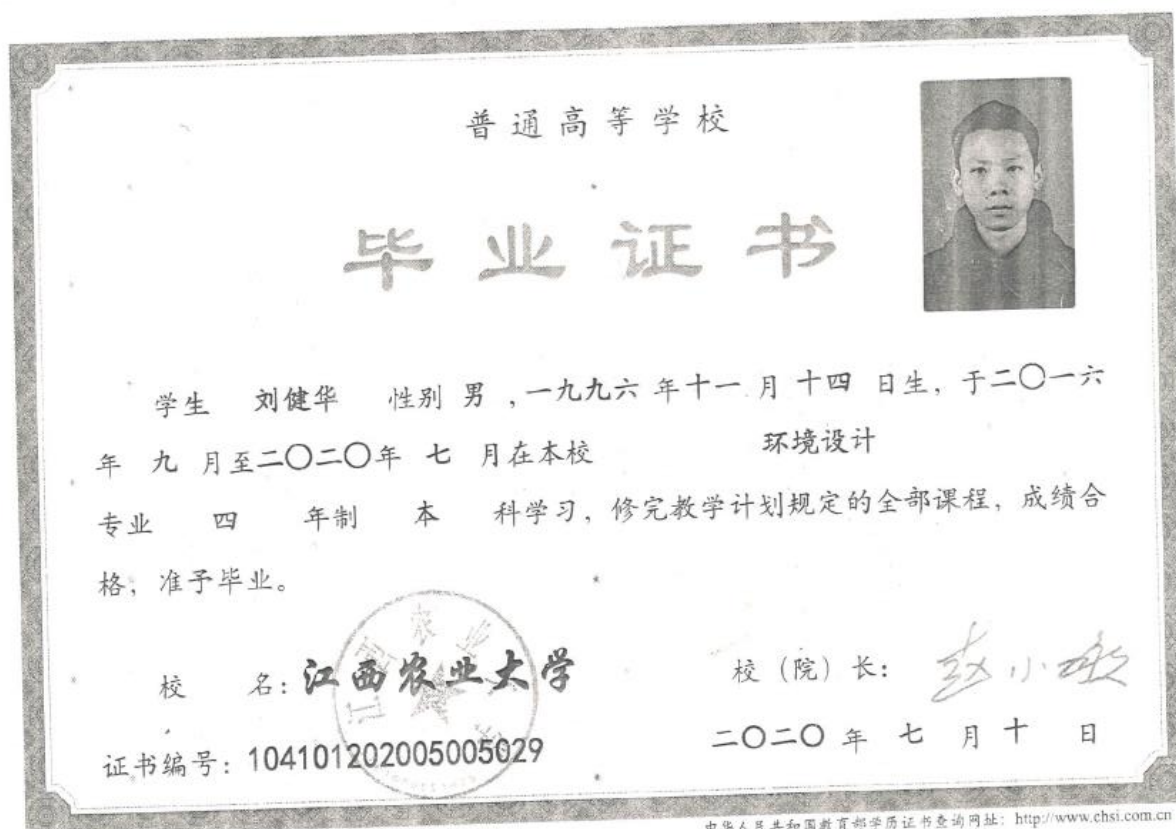 普通高等学校
毕业证书
学生 刘健华 性别 男 ,一九九六 年十一 月 十四 日生, 于二〇一六
年 九 月至二〇二〇年 七 月在本校 环境设计
专业 四 年制 本 科学习, 修完教学计划规定的全部课程, 成绩合
格, 准予毕业。
校 名: 江西农业大学
校 (院) 长: 赵小敏
证书编号: 104101202005005029
二〇二〇 年 七 月 十 日
中华人民共和国教育部学历证书查询网址: http://www.chsi.com.cn